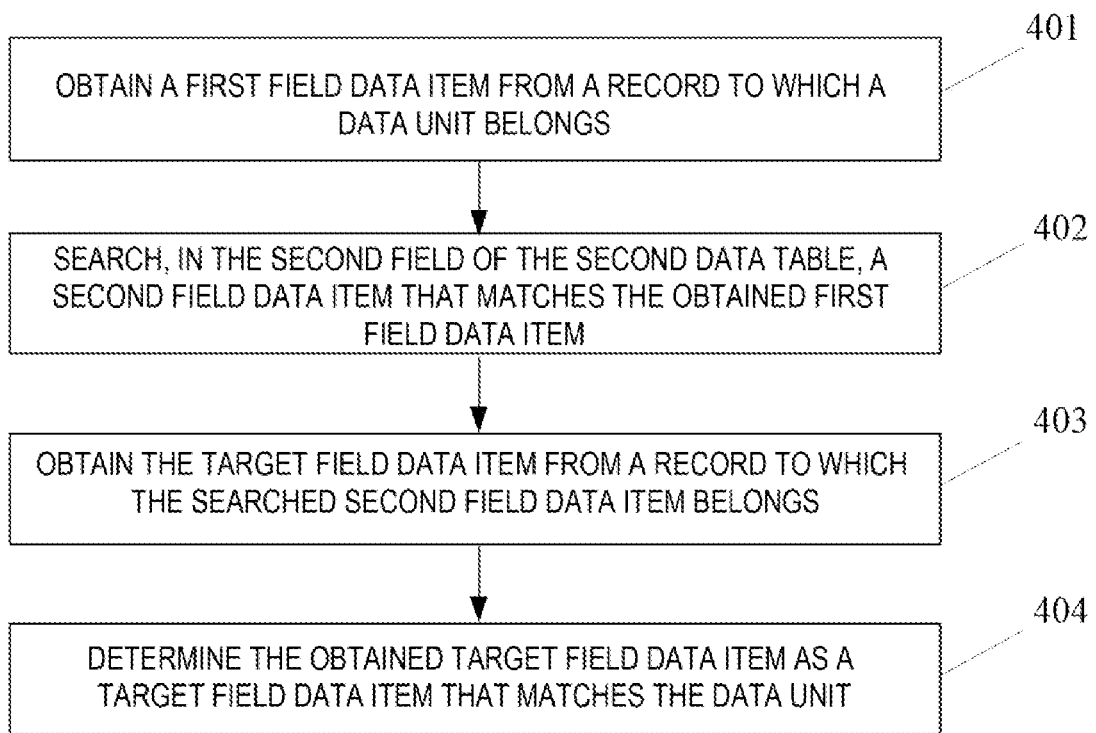 401
OBTAIN A FIRST FIELD DATA ITEM FROM A RECORD TO WHICH A
DATA UNIT BELONGS
402
SEARCH, IN THE SECOND FIELD OF THE SECOND DATA TABLE, A
SECOND FIELD DATA ITEM THAT MATCHES THE OBTAINED FIRST
FIELD DATA ITEM
403
OBTAIN THE TARGET FIELD DATA ITEM FROM A RECORD TO WHICH
THE SEARCHED SECOND FIELD DATA ITEM BELONGS
404
DETERMINE THE OBTAINED TARGET FIELD DATA ITEM AS A
TARGET FIELD DATA ITEM THAT MATCHES THE DATA UNIT